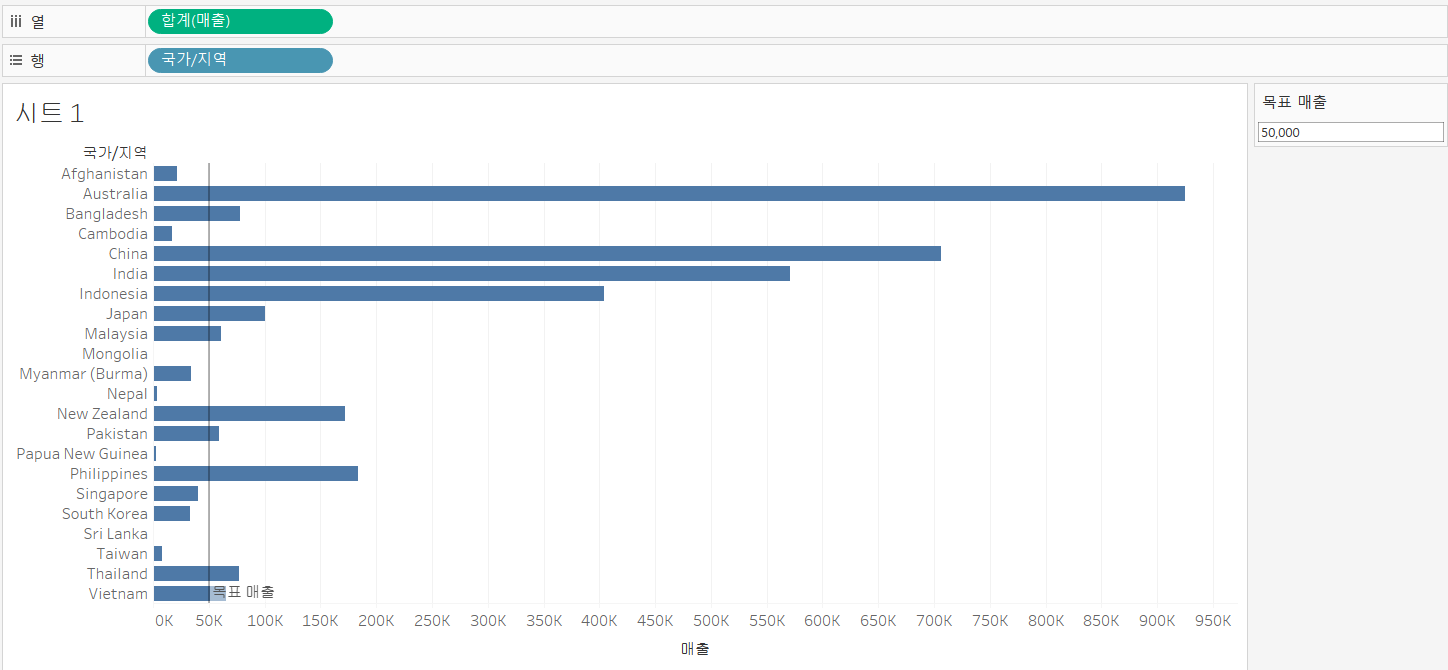 열
합계(매출)
행
국가/지역
시트 1
목표 매출
50,000
국가/지역
Afghanistan
Australia
Bangladesh
Cambodia
China
India
Indonesia
Japan
Malaysia
Mongolia
Myanmar (Burma)
Nepal
New Zealand
Pakistan
Papua New Guinea
Philippines
Singapore
South Korea
Sri Lanka
Taiwan
Thailand
Vietnam
목표 매출
0K 50K 100K 150K 200K 250K 300K 350K 400K 450K 500K 550K 600K 650K 700K 750K 800K 850K 900K 950K
매출